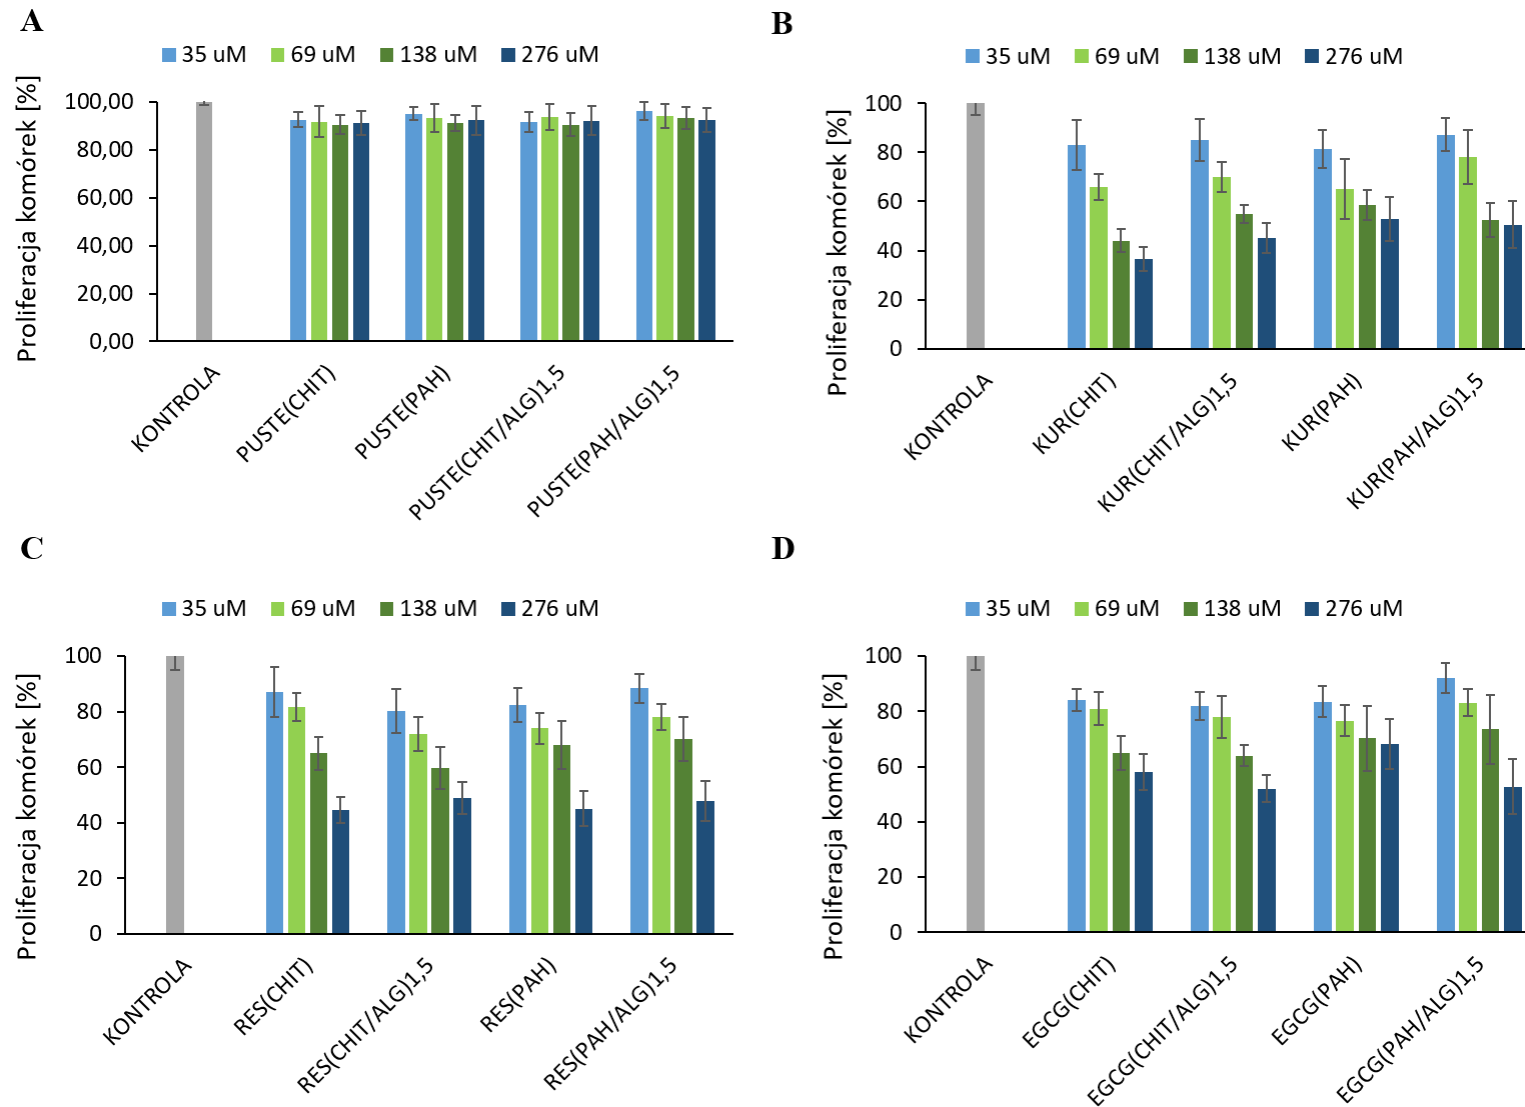 A
35 uM 69 uM 138 uM 276 uM
Proliferacja komórek [%]
100,00
80,00
60,00
40,00
20,00
0,00
KONTROLA
PUSTE(CHIT)
PUSTE(PAH)
PUSTE(CHIT/ALG)1,5
PUSTE(PAH/ALG)1,5
B
35 uM 69 uM 138 uM 276 uM
Proliferacja komórek [%]
100
80
60
40
20
0
KONTROLA
KUR(CHIT)
KUR(CHIT/ALG)1,5
KUR(PAH)
KUR(PAH/ALG)1,5
C
35 uM 69 uM 138 uM 276 uM
Proliferacja komórek [%]
100
80
60
40
20
0
KONTROLA
RES(CHIT)
RES(CHIT/ALG)1,5
RES(PAH)
RES(PAH/ALG)1,5
D
35 uM 69 uM 138 uM 276 uM
Proliferacja komórek [%]
100
80
60
40
20
0
KONTROLA
EGCG(CHIT)
EGCG(CHIT/ALG)1,5
EGCG(PAH)
EGCG(PAH/ALG)1,5